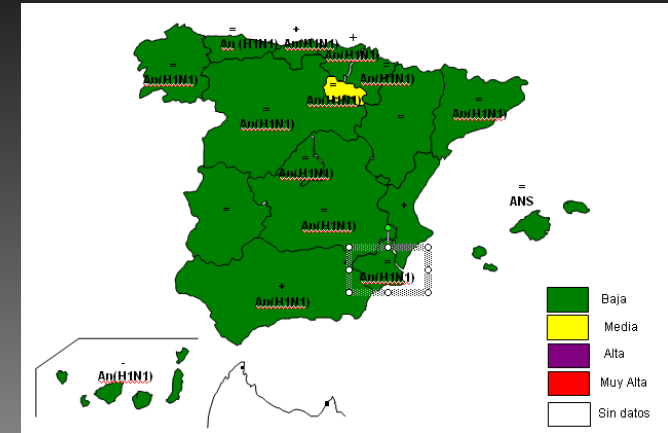 =
An (H1N1)
+
An(H1N1)
+
An(H1N1)
=
An(H1N1)
=
An(H1N1)
=
An(H1N1)
=
An(H1N1)
=
An(H1N1)
=
=
An(H1N1)
=
=
An(H1N1)
+
=
ANS
=
An(H1N1)
+
An(H1N1)
-
An(H1N1)
Baja
Media
Alta
Muy Alta
Sin datos